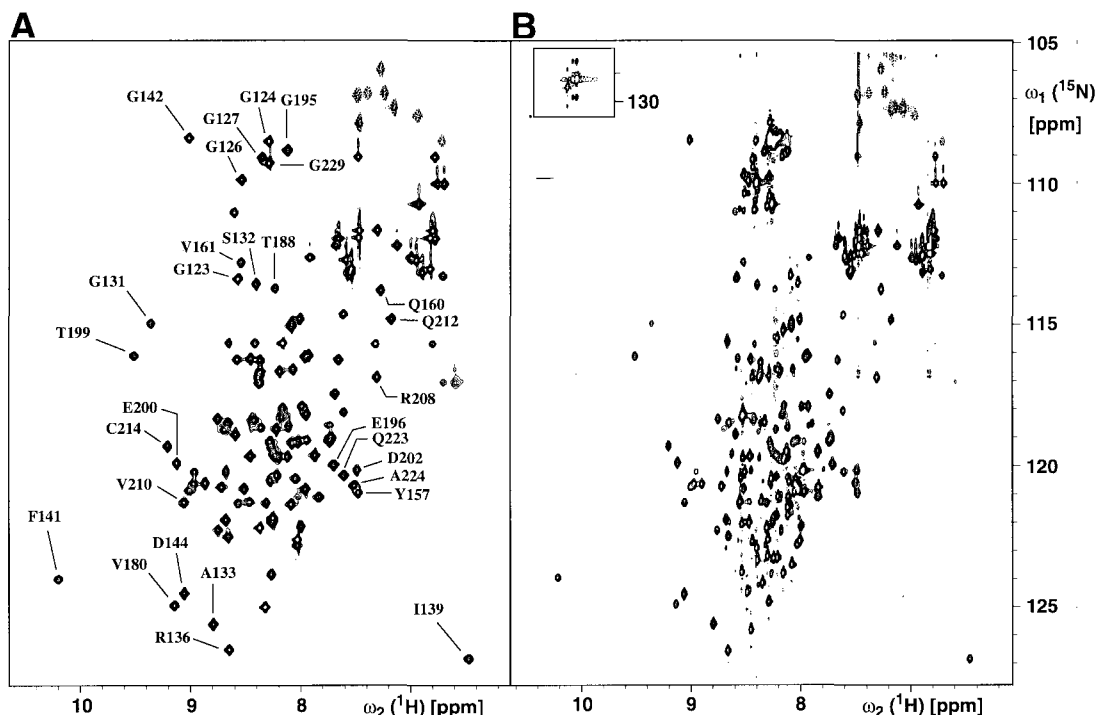 A
B
G142
G124
G195
G127
G126
G229
S132
T188
V161
G123
G131
T199
Q160
Q212
R208
E200
C214
E196
Q223
D202
A224
Y157
V210
F141
D144
V180
A133
R136
I139
130
105
ω1 (15N)
[ppm]
110
115
120
125
10
9
8
ω2 (1H) [ppm]
10
9
8
ω2 (1H) [ppm]